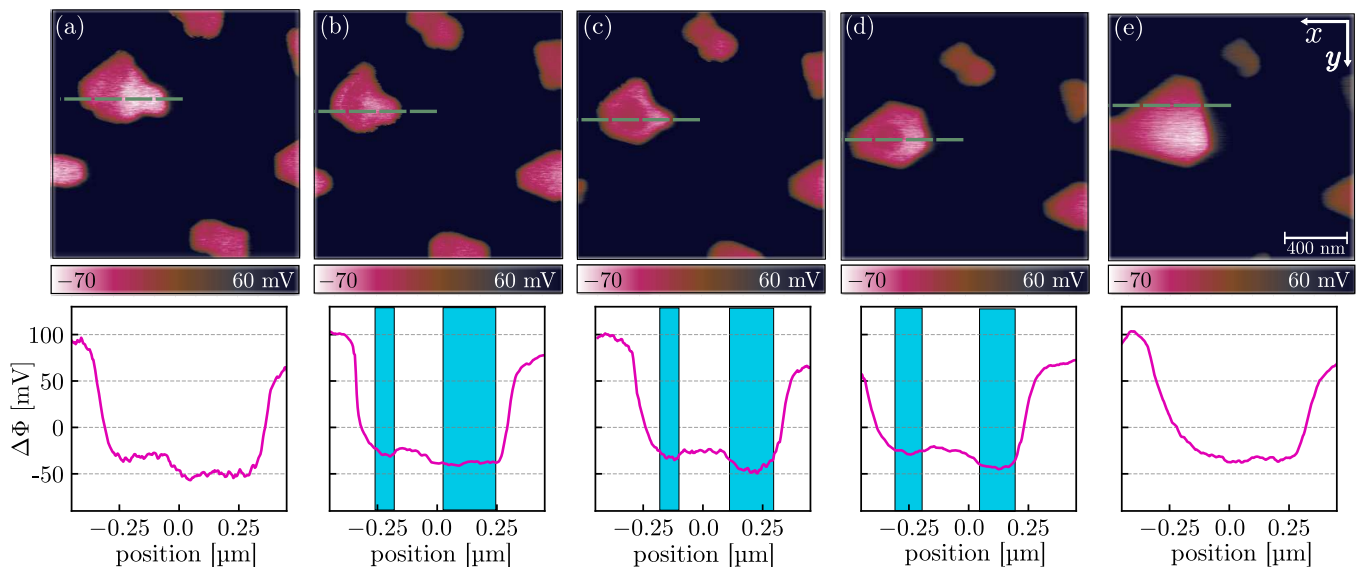 (a) (b) (c) (d) (e)
x
y
400 nm
−70 60 mV −70 60 mV −70 60 mV −70 60 mV −70 60 mV
100
50
0
-50
ΔΦ [mV]
−0.25 0.0 0.25 −0.25 0.0 0.25 −0.25 0.0 0.25 −0.25 0.0 0.25 −0.25 0.0 0.25
position [µm] position [µm] position [µm] position [µm] position [µm]